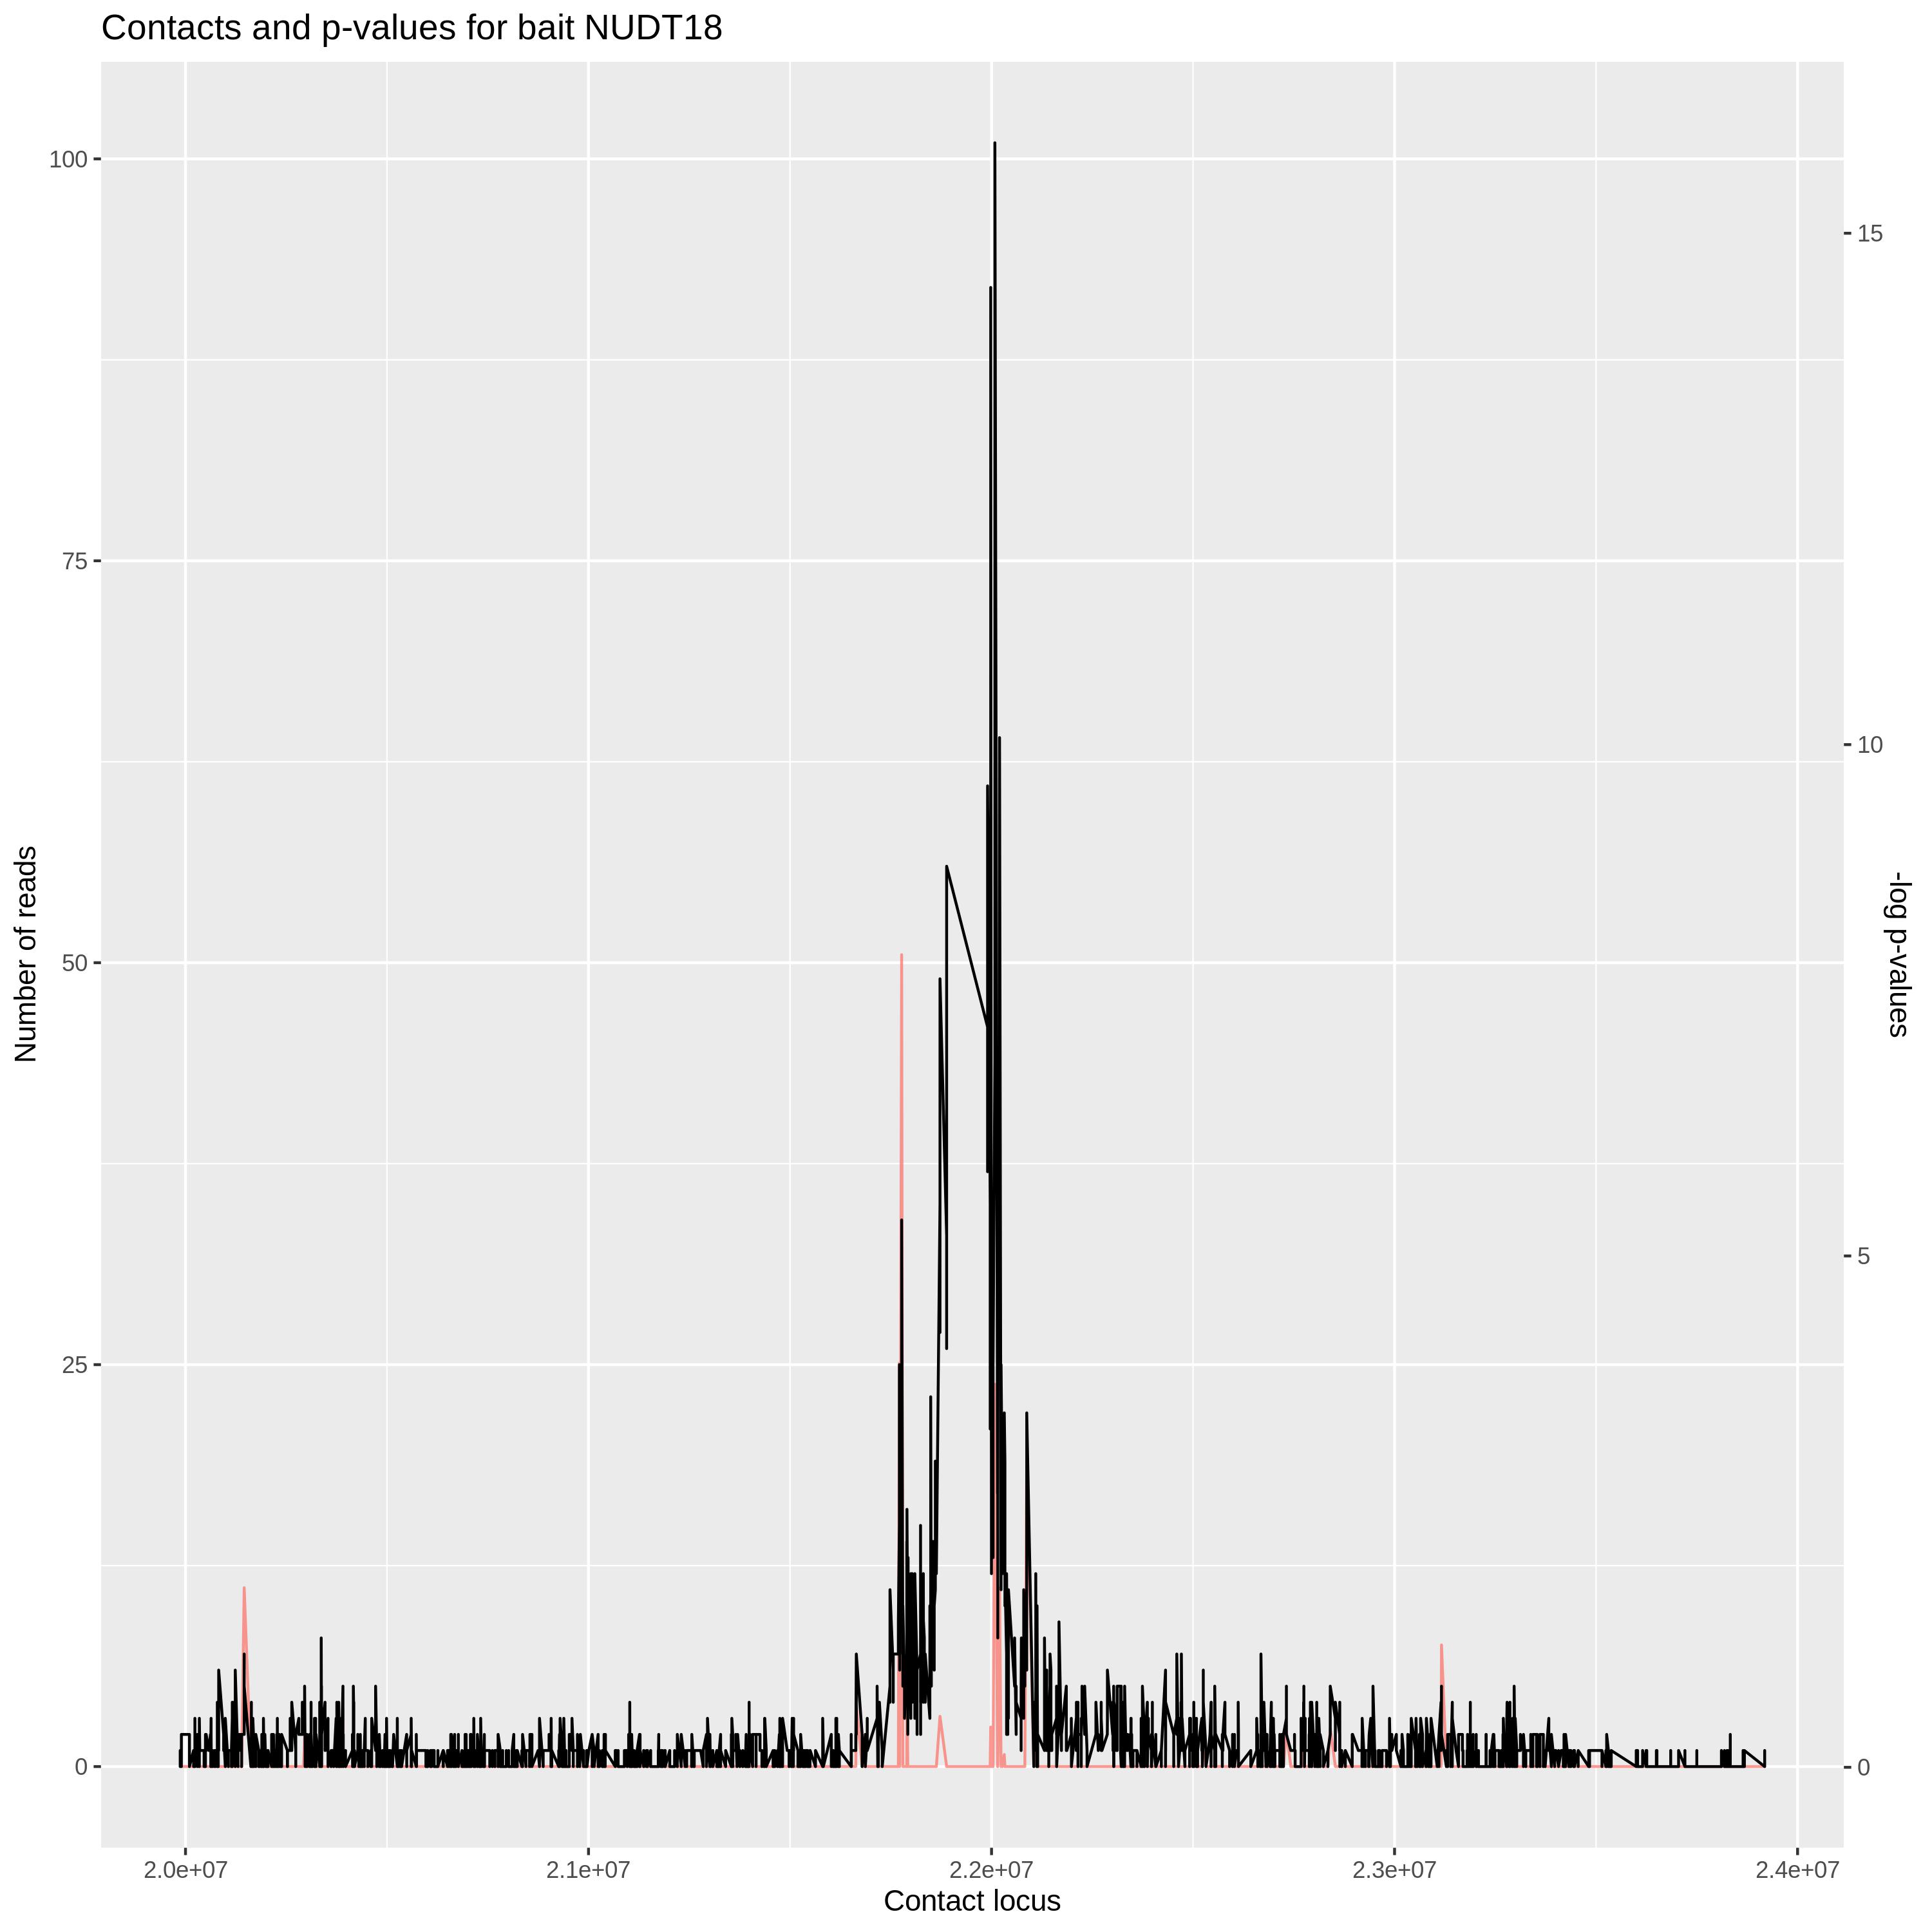 Contacts and p-values for bait NUDT18
100
75
50
25
0
Number of reads
15
10
5
0
-log p-values
2.0e+07
2.1e+07
2.2e+07
2.3e+07
2.4e+07
Contact locus